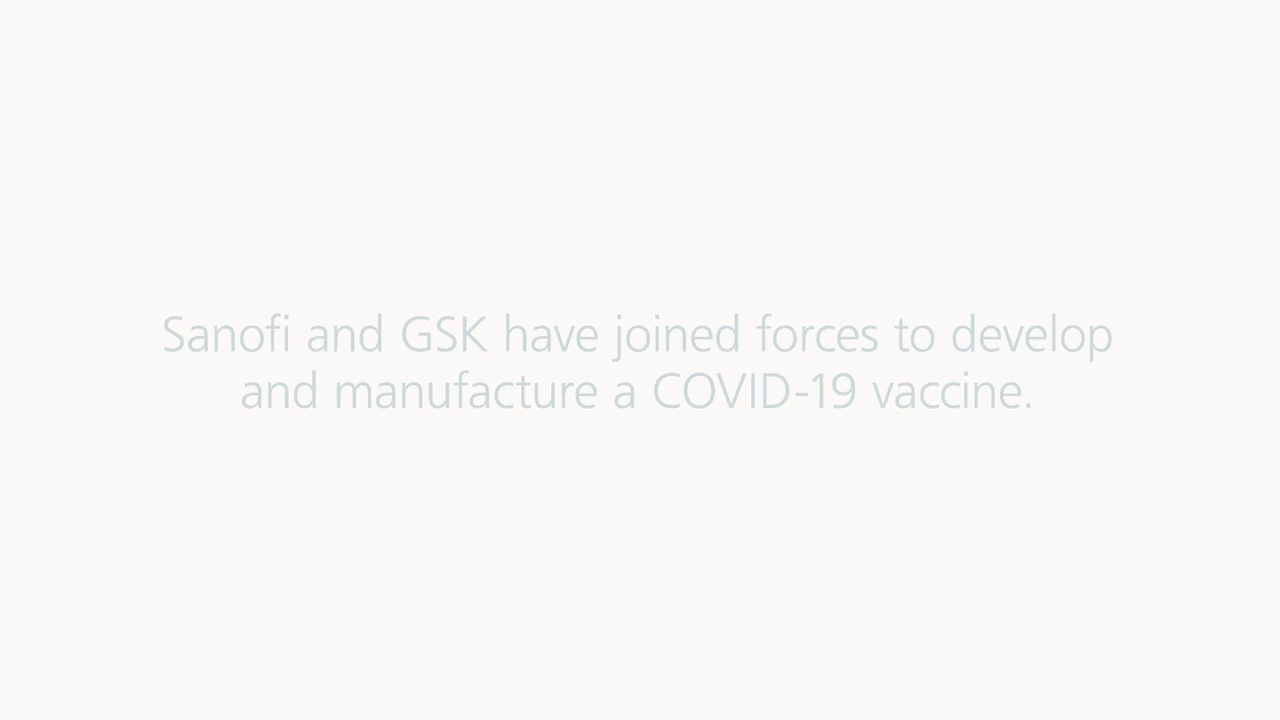 Sanofi and GSK have joined forces to develop
and manufacture a COVID-19 vaccine.